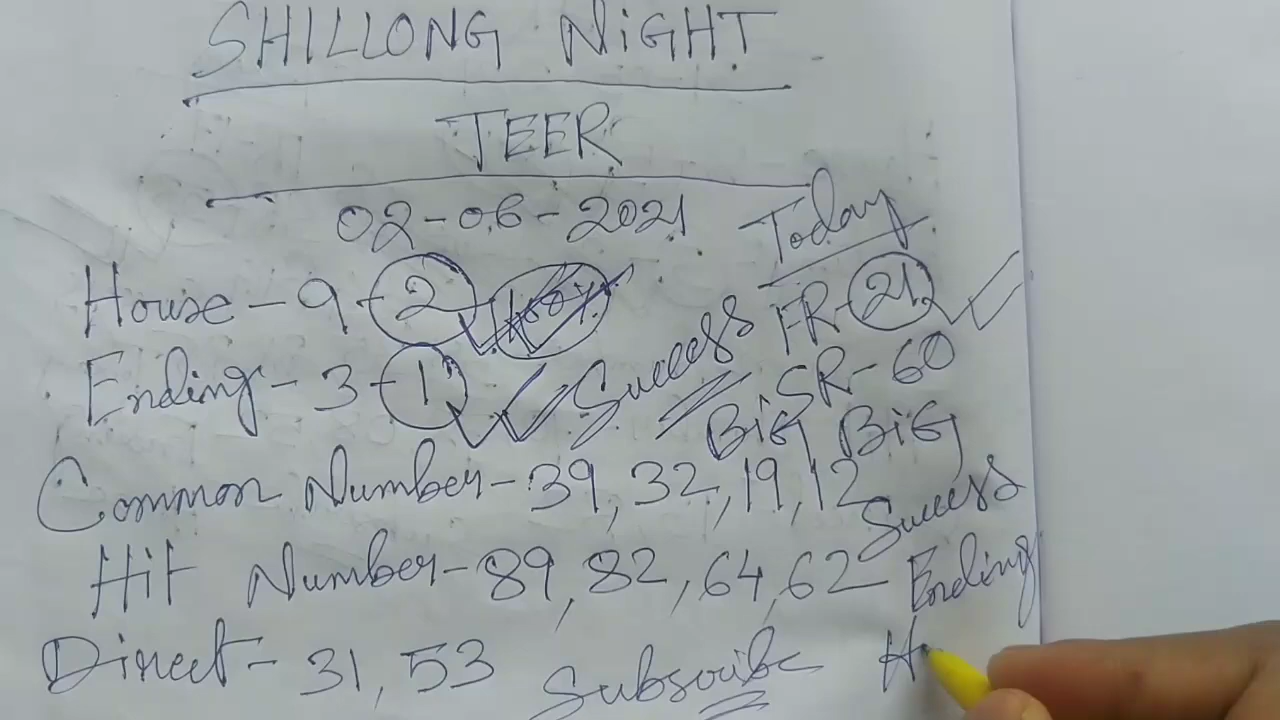 SHILLONG NiGHT
TEER
02-06-2021
Today
House-9-2 100%
FR-21
Ending-3-1
Success
SR-60
BiG BiG
Common Number-39, 32, 19, 12
Success
Hit Number-89, 82, 64, 62
Ending
Direct-31, 53
Subscribe